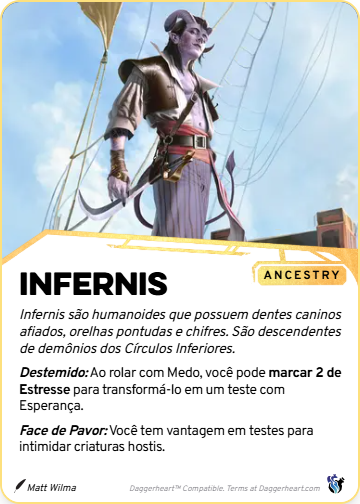 INFERNIS
ANCESTRY
Infernis são humanoides que possuem dentes caninos
afiados, orelhas pontudas e chifres. São descendentes
de demônios dos Círculos Inferiores.
Destemido: Ao rolar com Medo, você pode marcar 2 de
Estresse para transformá-lo em um teste com
Esperança.
Face de Pavor: Você tem vantagem em testes para
intimidar criaturas hostis.
Matt Wilma
Daggerheart™ Compatible. Terms at Daggerheart.com